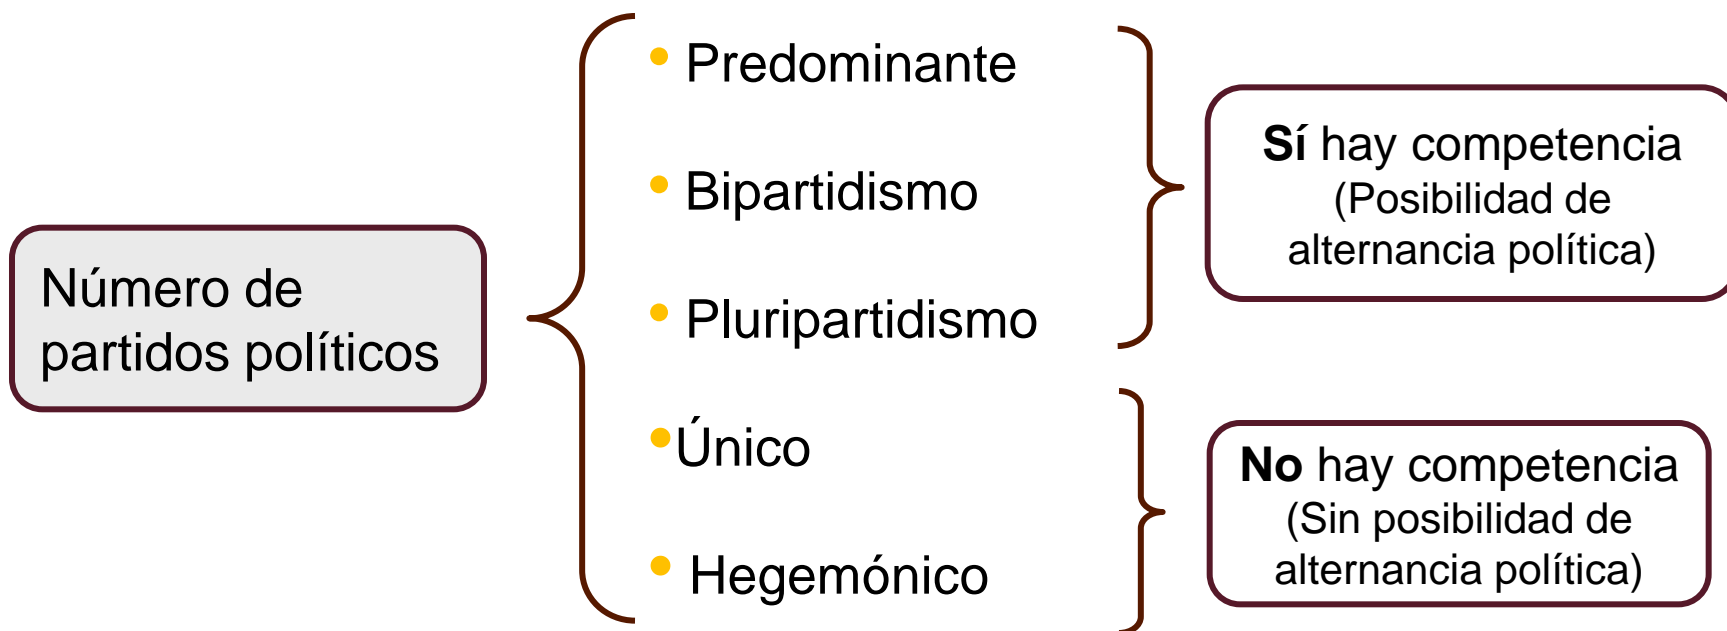 Número de
partidos políticos
• Predominante
• Bipartidismo
• Pluripartidismo
•Único
• Hegemónico
Sí hay competencia
(Posibilidad de
alternancia política)
No hay competencia
(Sin posibilidad de
alternancia política)